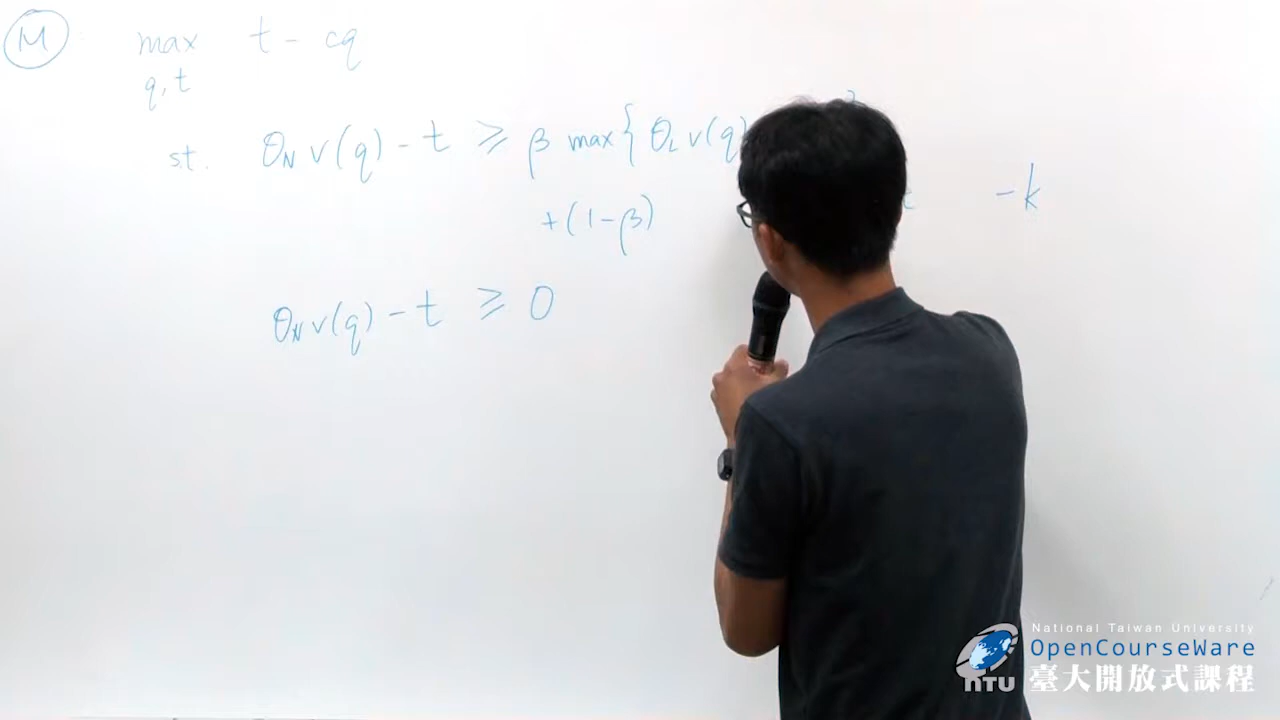 M max t - cq
q, t
s.t. θ_N v(q) - t ≥ β max{ θ_L v(q)
+ (1-β) t - k
θ_N v(q) - t ≥ 0
National Taiwan University
OpenCourseWare
NTU 臺大開放式課程